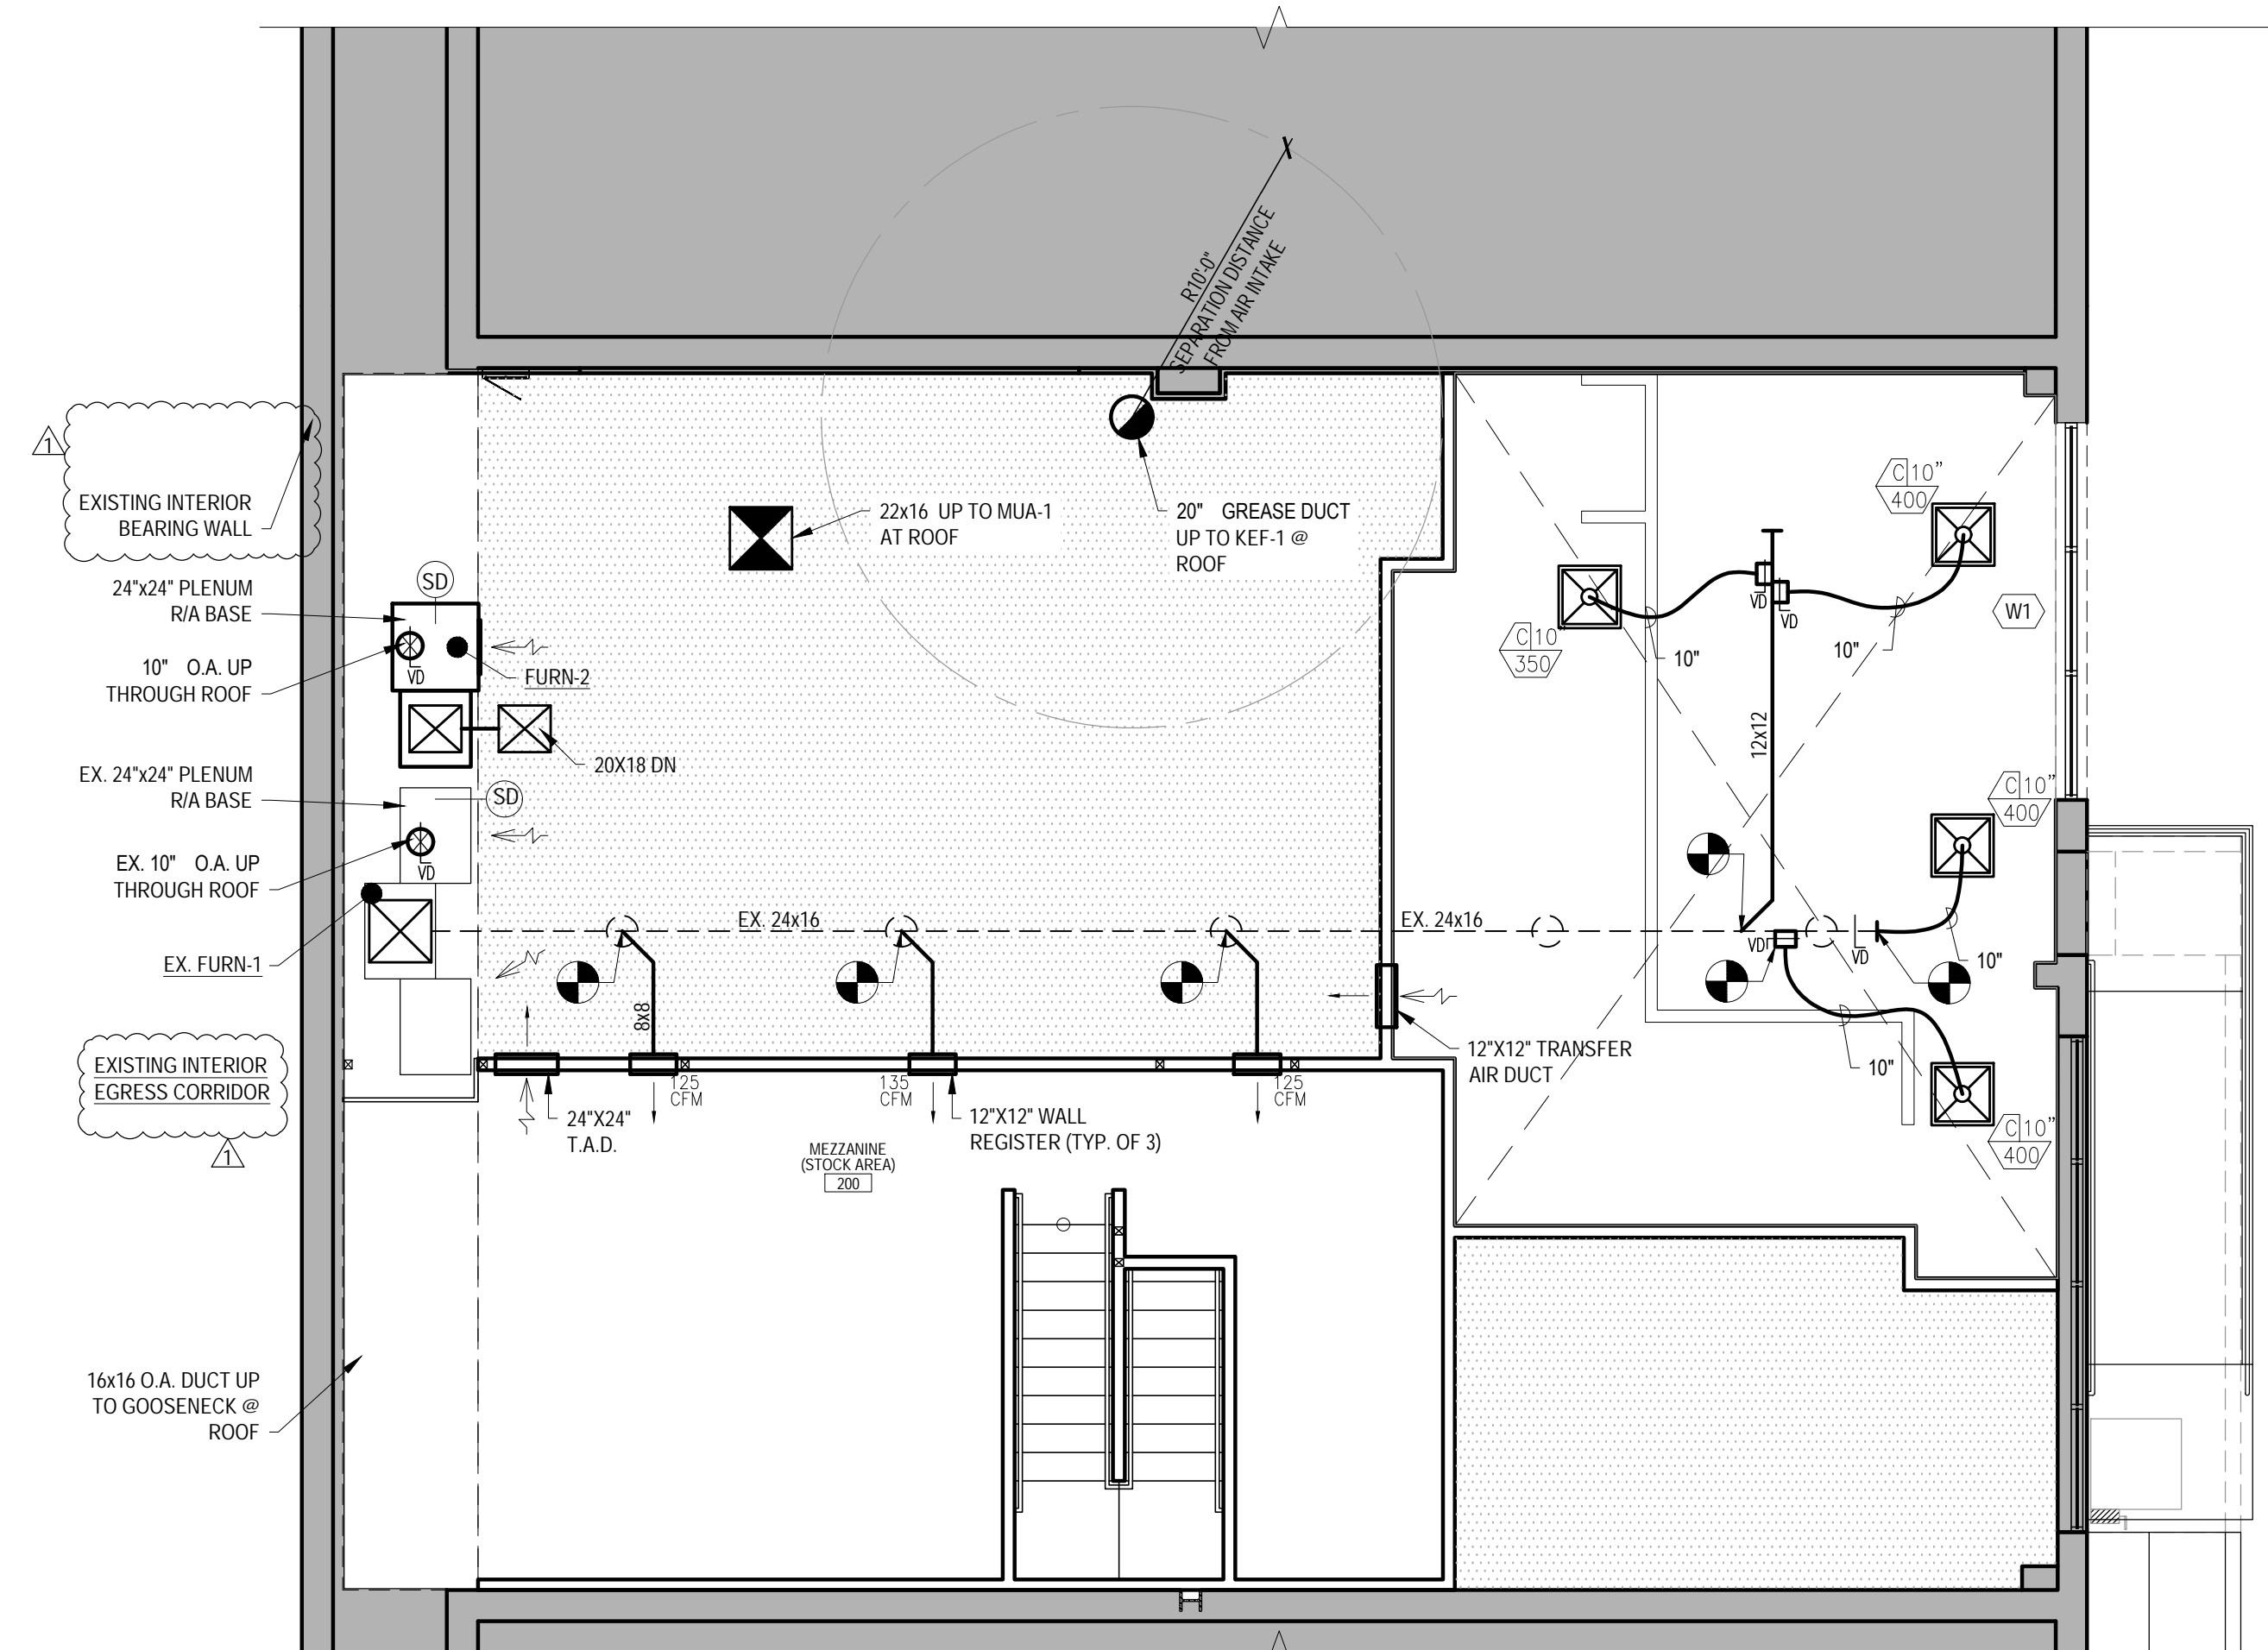 R10'-0"
SEPARATION DISTANCE
FROM AIR INTAKE
1
EXISTING INTERIOR
BEARING WALL
24"x24" PLENUM
R/A BASE
SD
10" O.A. UP
THROUGH ROOF
VD
FURN-2
20X18 DN
EX. 24"x24" PLENUM
R/A BASE
SD
EX. 10" O.A. UP
THROUGH ROOF
VD
EX. FURN-1
EXISTING INTERIOR
EGRESS CORRIDOR
1
16x16 O.A. DUCT UP
TO GOOSENECK @
ROOF
22x16 UP TO MUA-1
AT ROOF
20" GREASE DUCT
UP TO KEF-1 @
ROOF
EX. 24x16
EX. 24x16
8x8
125
CFM
135
CFM
125
CFM
24"X24"
T.A.D.
12"X12" WALL
REGISTER (TYP. OF 3)
12"X12" TRANSFER
AIR DUCT
MEZZANINE
(STOCK AREA)
200
C 10"
400
C 10"
350
VD
VD
10"
10"
W1
12x12
C 10"
400
VD
VD
10"
10"
C 10"
400